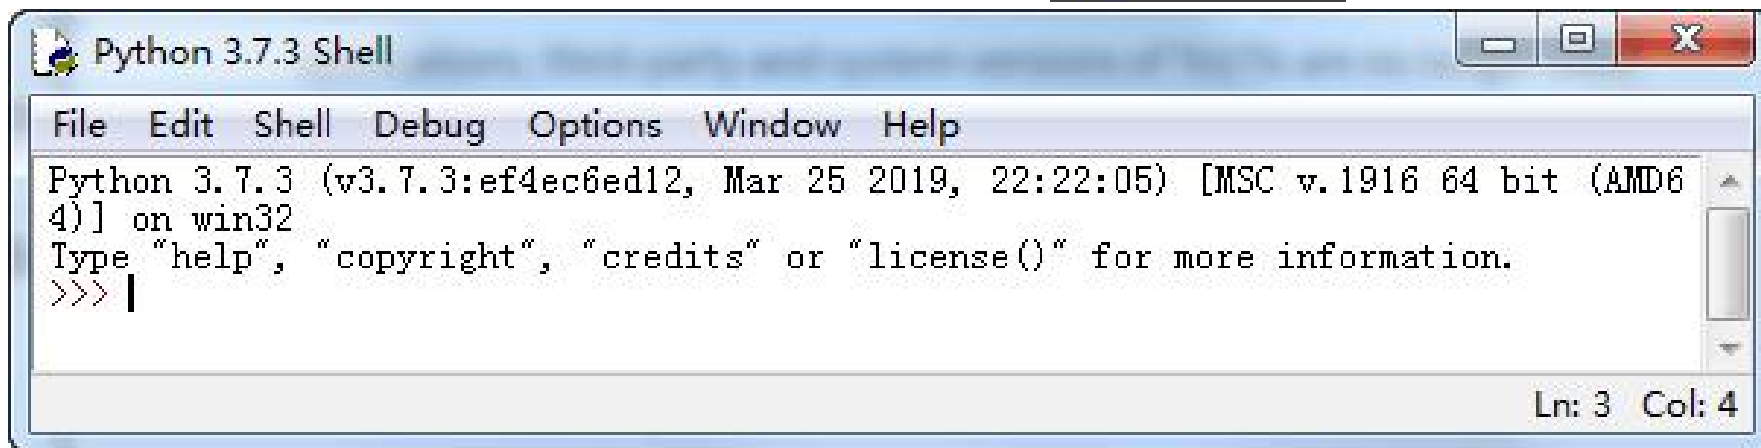 Python 3.7.3 Shell
File Edit Shell Debug Options Window Help
Python 3.7.3 (v3.7.3:ef4ec6ed12, Mar 25 2019, 22:22:05) [MSC v.1916 64 bit (AMD6
4)] on win32
Type "help", "copyright", "credits" or "license()" for more information.
>>>
Ln: 3 Col: 4